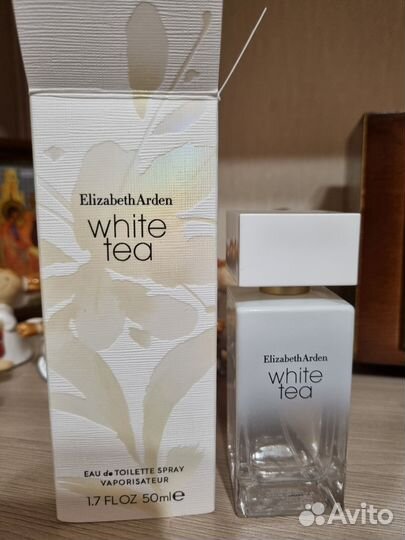 ElizabethArden
white
tea
EAU de TOILETTE SPRAY
VAPORISATEUR
1.7 FL OZ 50ml e
ElizabethArden
white
tea
Avito